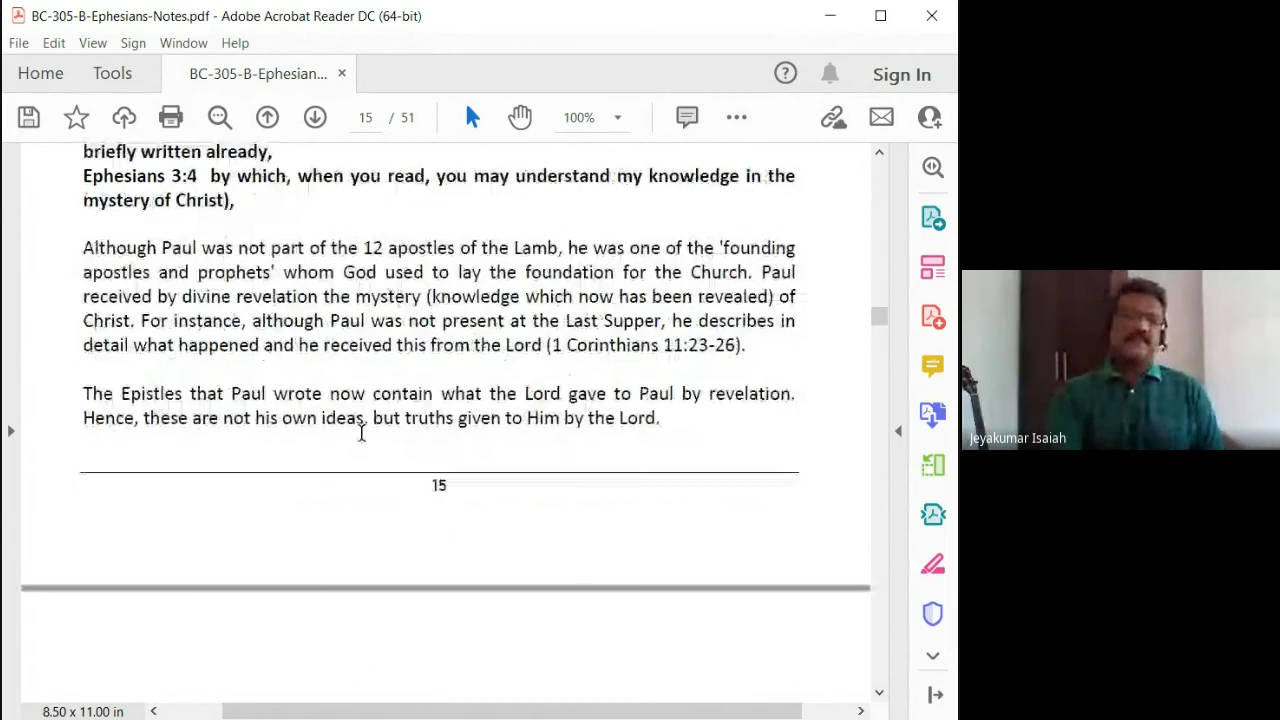 BC-305-B-Ephesians-Notes.pdf - Adobe Acrobat Reader DC (64-bit)
File Edit View Sign Window Help
Home Tools BC-305-B-Ephesian... × Sign In
15 / 51 100%
briefly written already,
Ephesians 3:4 by which, when you read, you may understand my knowledge in the
mystery of Christ),
Although Paul was not part of the 12 apostles of the Lamb, he was one of the 'founding
apostles and prophets' whom God used to lay the foundation for the Church. Paul
received by divine revelation the mystery (knowledge which now has been revealed) of
Christ. For instance, although Paul was not present at the Last Supper, he describes in
detail what happened and he received this from the Lord (1 Corinthians 11:23-26).
The Epistles that Paul wrote now contain what the Lord gave to Paul by revelation.
Hence, these are not his own ideas, but truths given to Him by the Lord.
15
8.50 x 11.00 in
Jeyakumar Isaiah